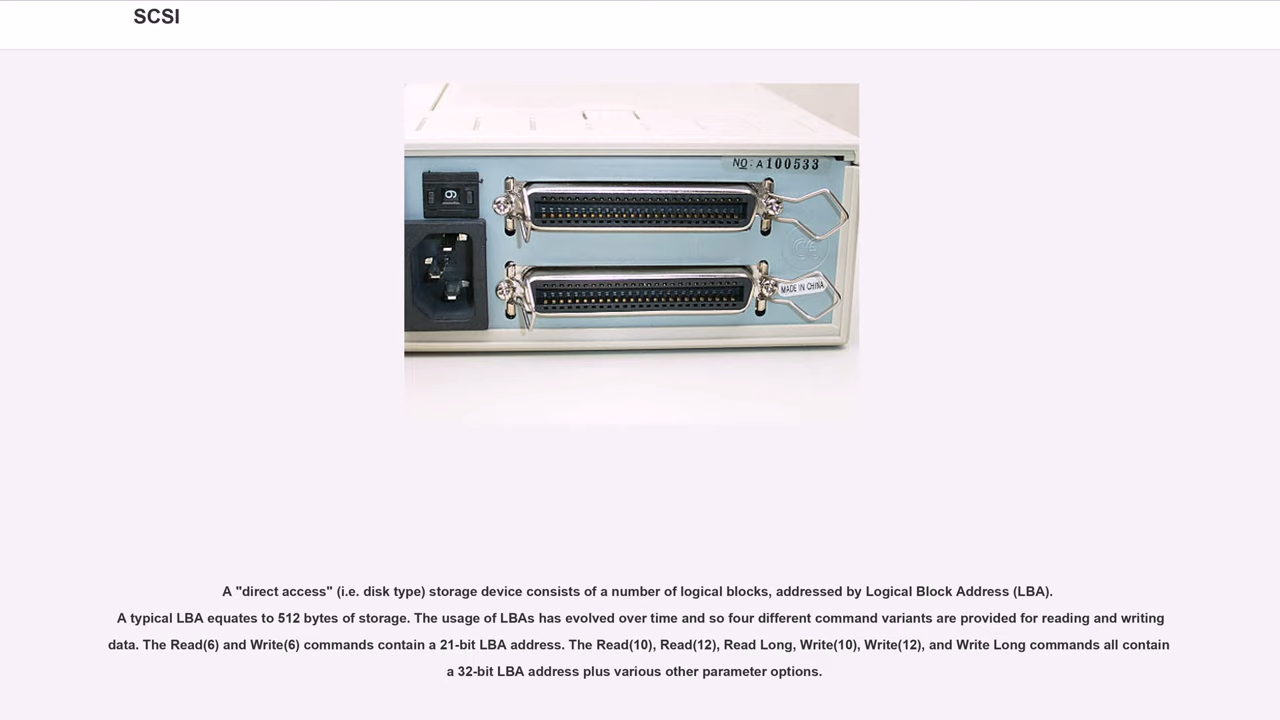 SCSI
NO: A100533
6
CE
MADE IN CHINA
A "direct access" (i.e. disk type) storage device consists of a number of logical blocks, addressed by Logical Block Address (LBA).
A typical LBA equates to 512 bytes of storage. The usage of LBAs has evolved over time and so four different command variants are provided for reading and writing
data. The Read(6) and Write(6) commands contain a 21-bit LBA address. The Read(10), Read(12), Read Long, Write(10), Write(12), and Write Long commands all contain
a 32-bit LBA address plus various other parameter options.